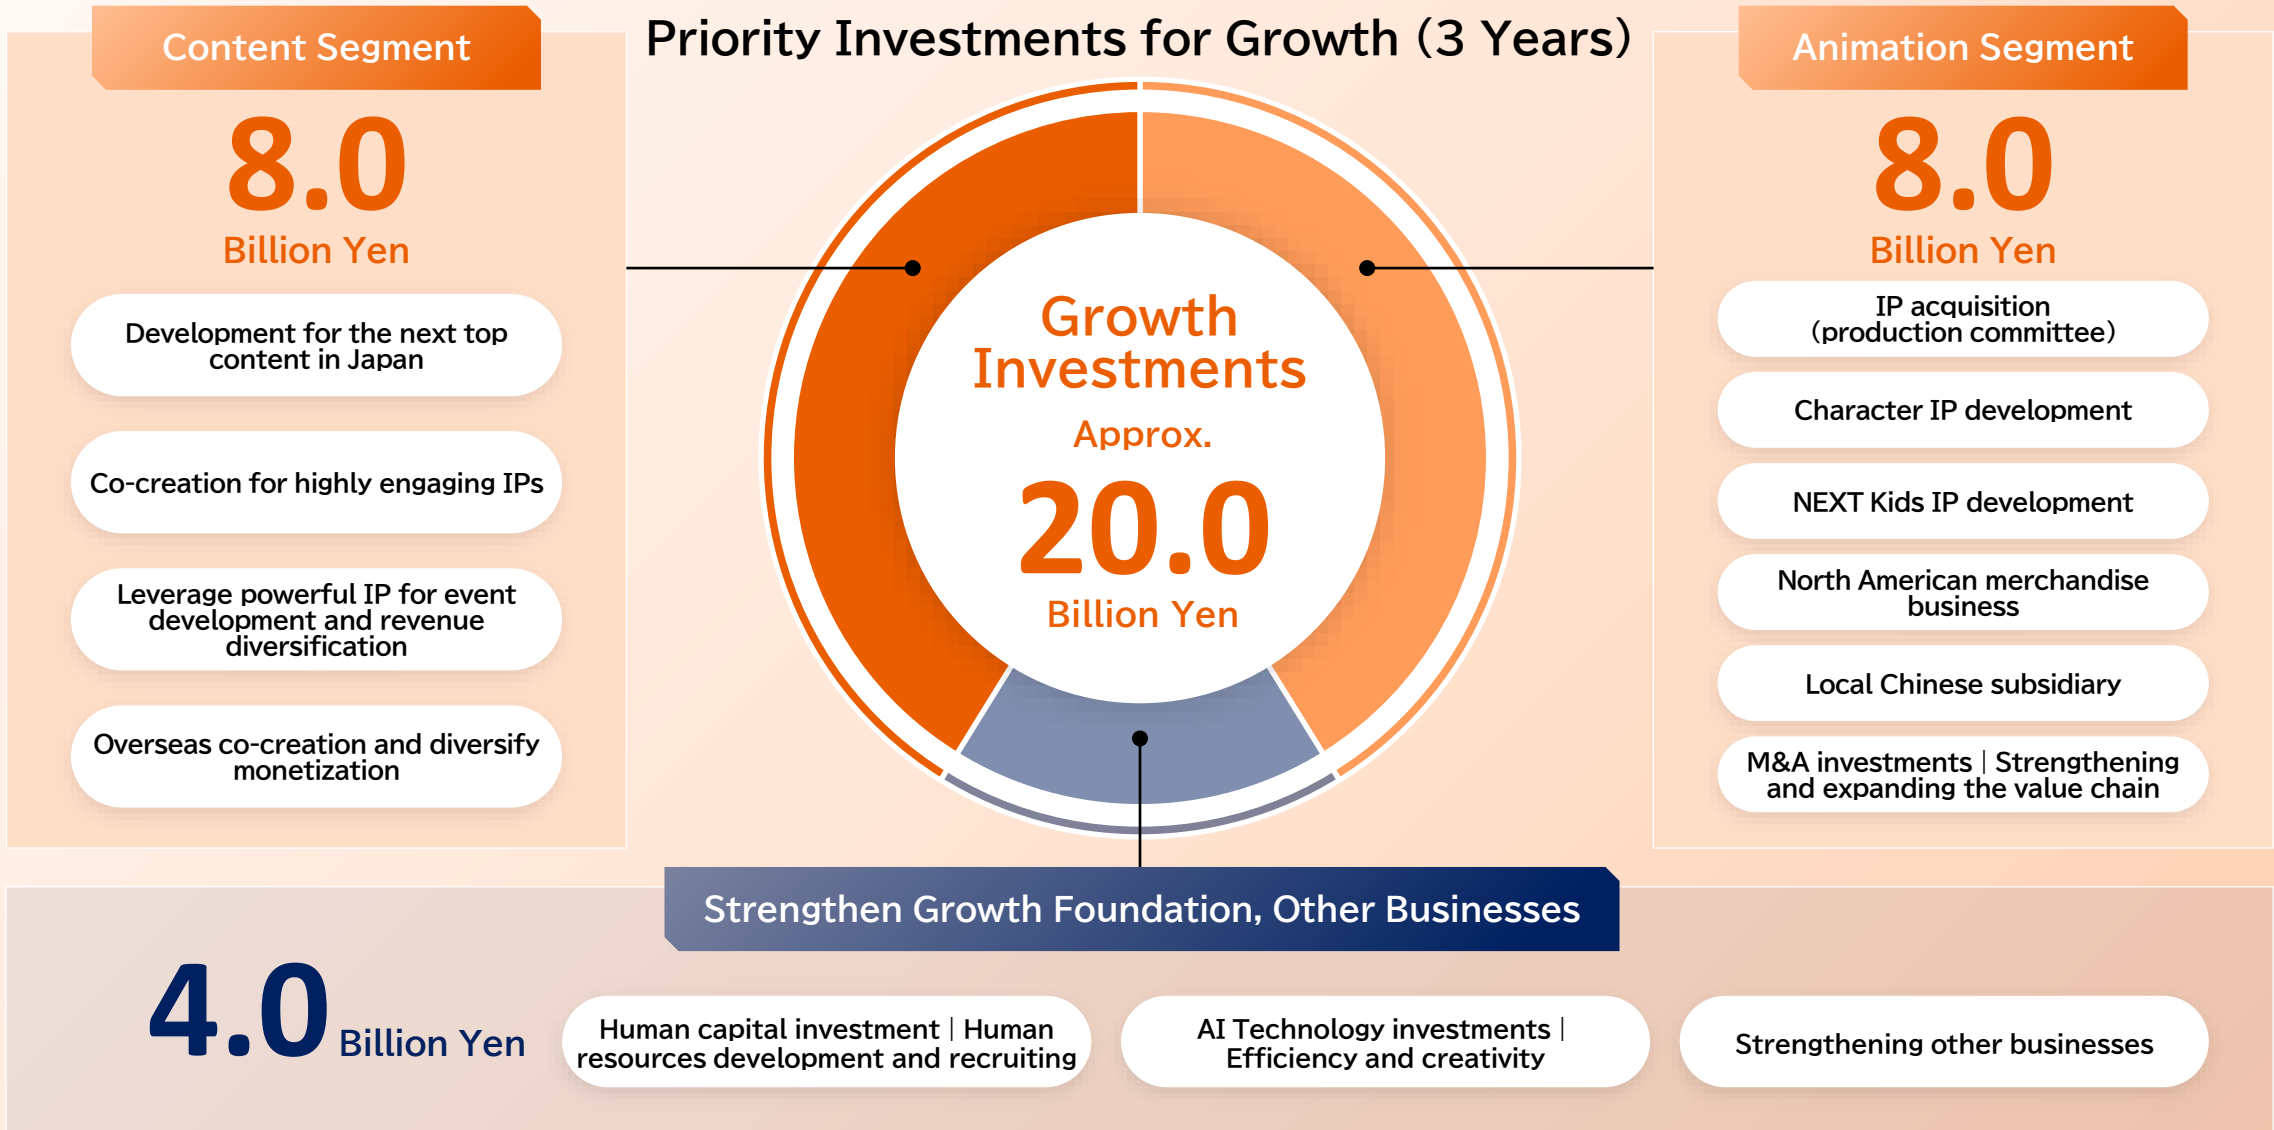 Priority Investments for Growth (3 Years)
Content Segment
8.0
Billion Yen
Development for the next top
content in Japan
Co-creation for highly engaging IPs
Leverage powerful IP for event
development and revenue
diversification
Overseas co-creation and diversify
monetization
Growth
Investments
Approx.
20.0
Billion Yen
Animation Segment
8.0
Billion Yen
IP acquisition
(production committee)
Character IP development
NEXT Kids IP development
North American merchandise
business
Local Chinese subsidiary
M&A investments | Strengthening
and expanding the value chain
Strengthen Growth Foundation, Other Businesses
4.0 Billion Yen
Human capital investment | Human
resources development and recruiting
AI Technology investments |
Efficiency and creativity
Strengthening other businesses